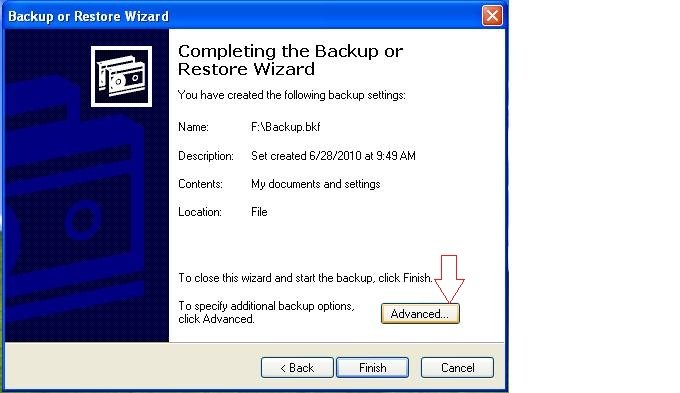 Backup or Restore Wizard
Completing the Backup or
Restore Wizard
You have created the following backup settings:
Name: F:\Backup.bkf
Description: Set created 6/28/2010 at 9:49 AM
Contents: My documents and settings
Location: File
To close this wizard and start the backup, click Finish.
To specify additional backup options,
click Advanced.
Advanced...
< Back
Finish
Cancel